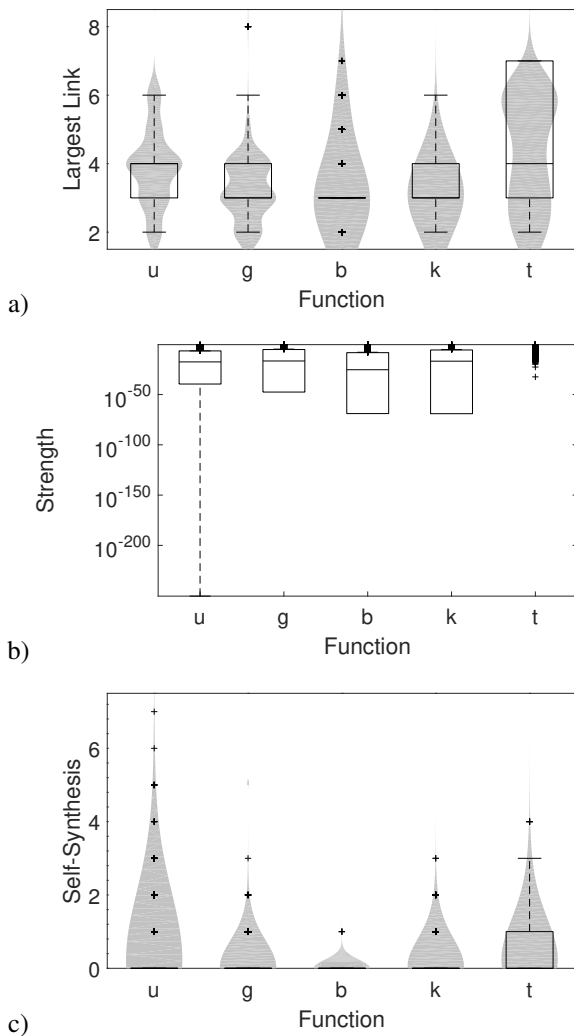 8
6
4
2
Largest Link
u g b k t
Function
a)
10^-50
10^-100
10^-150
10^-200
Strength
u g b k t
Function
b)
6
4
2
0
Self-Synthesis
u g b k t
Function
c)